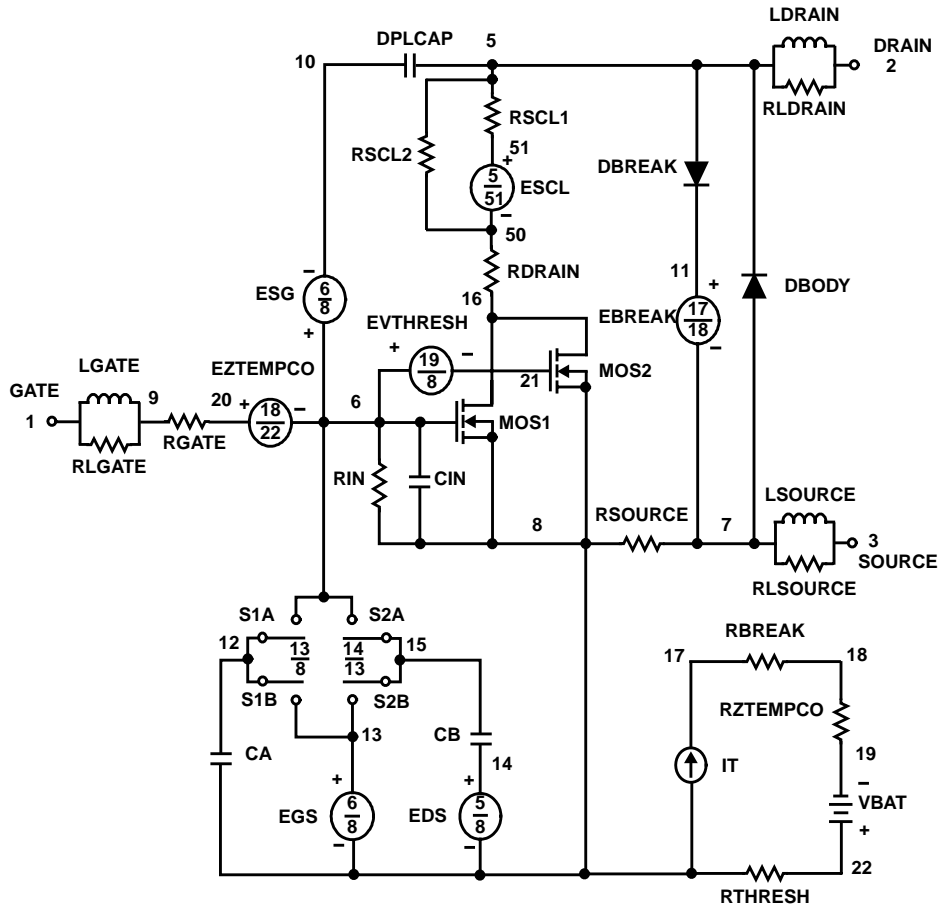 LDRAIN
DPLCAP 5 DRAIN
10 2
RSCL1 RLDRAIN
RSCL2 51
+
DBREAK
5
51
ESCL
−
50
RDRAIN
11
DBODY
−
ESG 6
8
+
16
EVTHRESH
+
19
8
−
EBREAK
+
17
18
−
MOS2
21
LGATE
EZTEMPCO
GATE
1
9
20
+
18
22
−
6
MOS1
RLGATE
RGATE
RIN
CIN
8
RSOURCE
7
LSOURCE
3
SOURCE
RLSOURCE
S1A
S2A
12
13
8
14
13
15
S1B
S2B
13
CA
CB
14
+
EGS
6
8
−
+
EDS
5
8
−
RBREAK
17
18
RZTEMPCO
IT
19
−
VBAT
+
22
RTHRESH